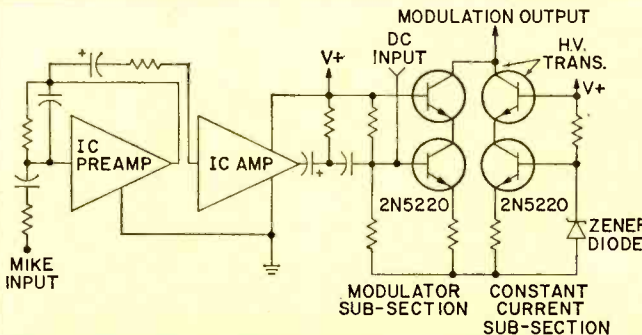 MODULATION OUTPUT
DC
INPUT
H.V.
TRANS.
V+
V+
+
IC
PREAMP
IC AMP
+
2N5220
2N5220
ZENER
DIODE
MIKE
INPUT
MODULATOR
SUB-SECTION
CONSTANT
CURRENT
SUB-SECTION